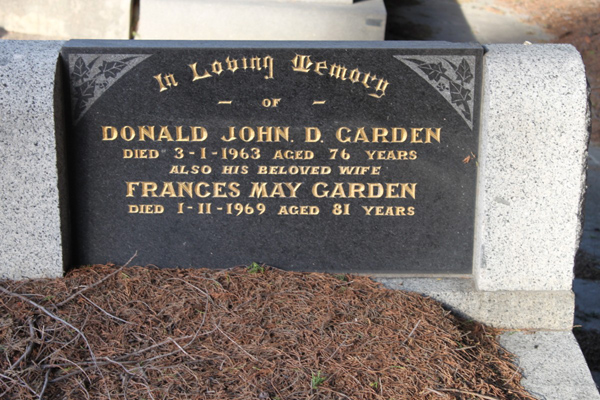 In Loving Memory
- OF -
DONALD JOHN D. GARDEN
DIED 3-1-1963 AGED 76 YEARS
ALSO HIS BELOVED WIFE
FRANCES MAY GARDEN
DIED 1-11-1969 AGED 81 YEARS